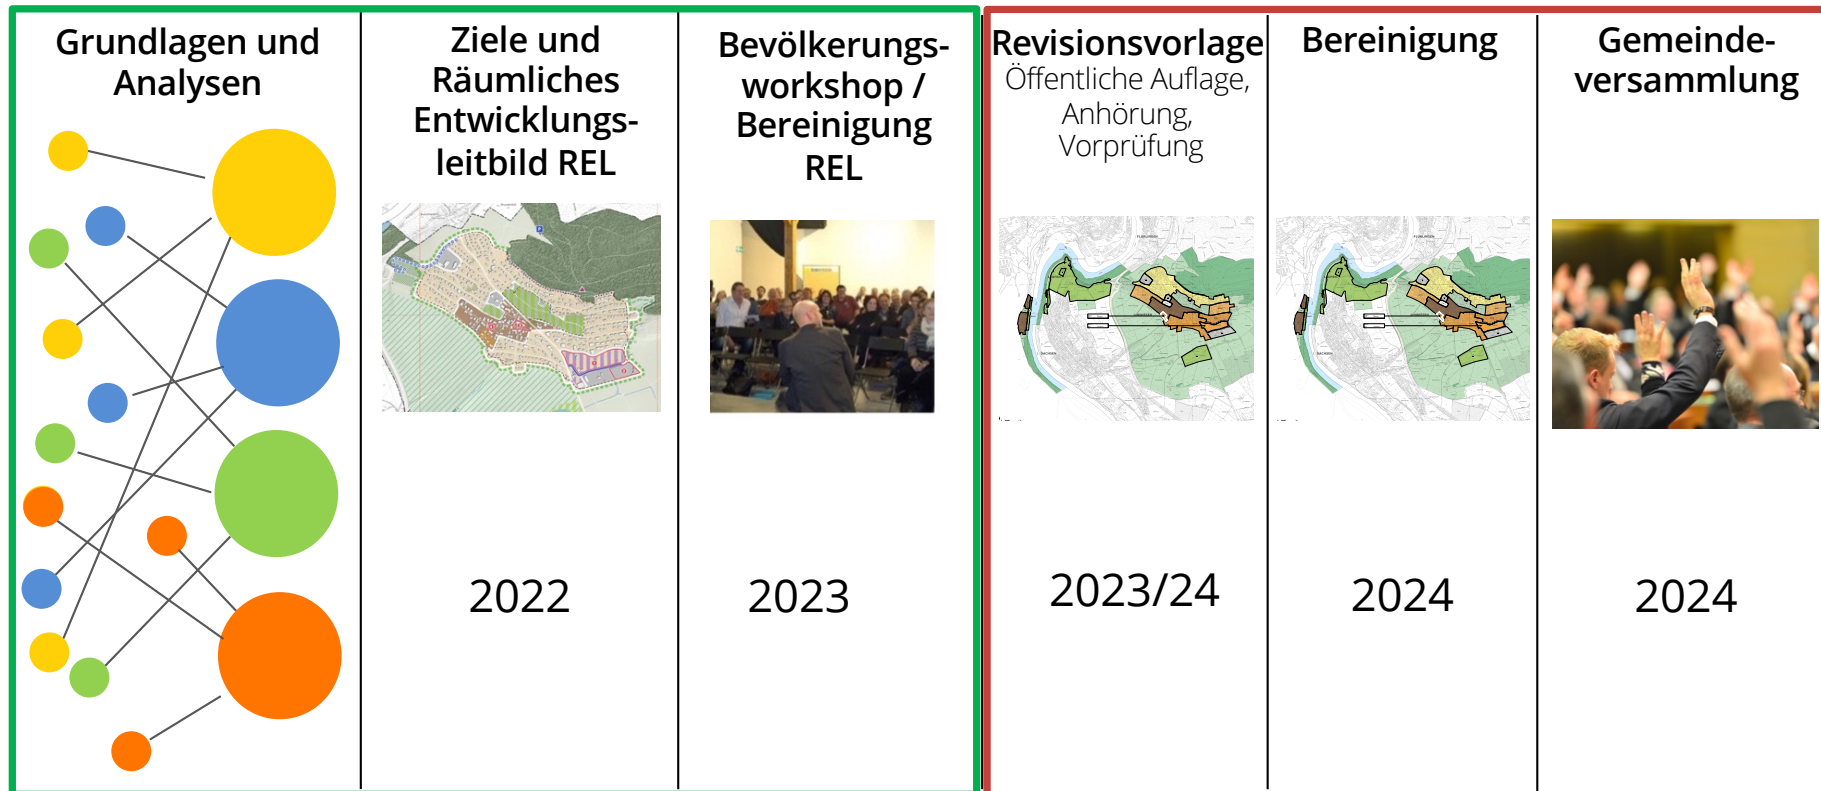 Grundlagen und
Analysen
Ziele und
Räumliches
Entwicklungs-
leitbild REL
2022
Bevölkerungs-
workshop /
Bereinigung
REL
2023
Revisionsvorlage
Öffentliche Auflage,
Anhörung,
Vorprüfung
2023/24
Bereinigung
2024
Gemeinde-
versammlung
2024